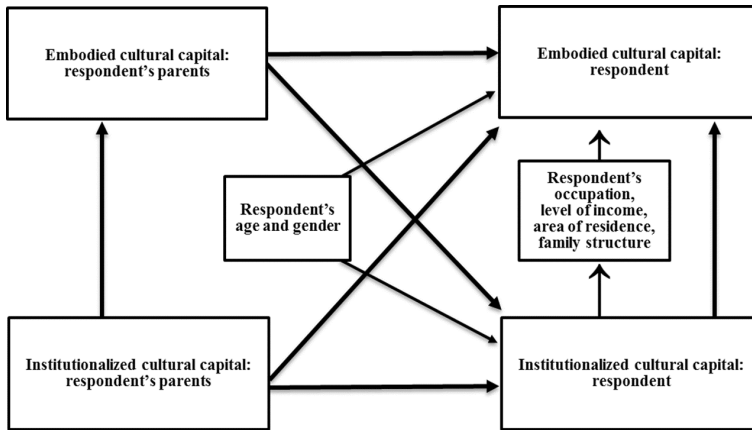 Embodied cultural capital:
respondent’s parents
Embodied cultural capital:
respondent
Respondent’s
age and gender
Respondent’s
occupation,
level of income,
area of residence,
family structure
Institutionalized cultural capital:
respondent’s parents
Institutionalized cultural capital:
respondent